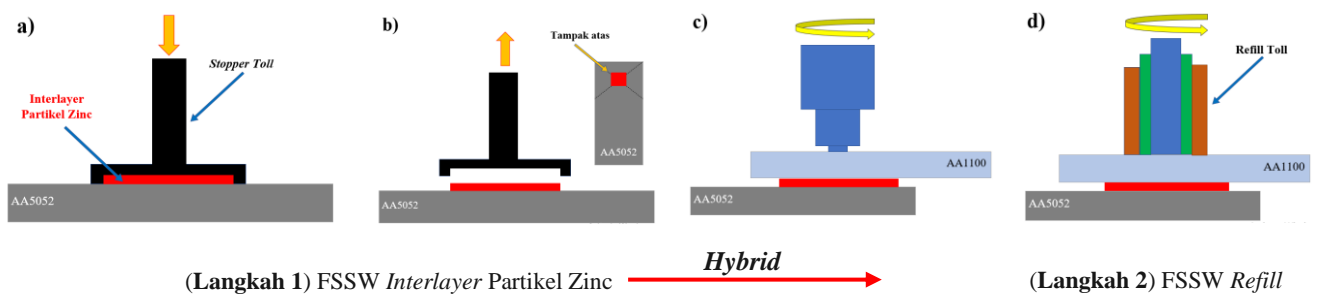 a)
Stopper Toll
Interlayer
Partikel Zinc
AA5052
b)
Tampak atas
AA5052
AA5052
c)
AA1100
AA5052
d)
Refill Toll
AA1100
AA5052
(Langkah 1) FSSW Interlayer Partikel Zinc
Hybrid
(Langkah 2) FSSW Refill